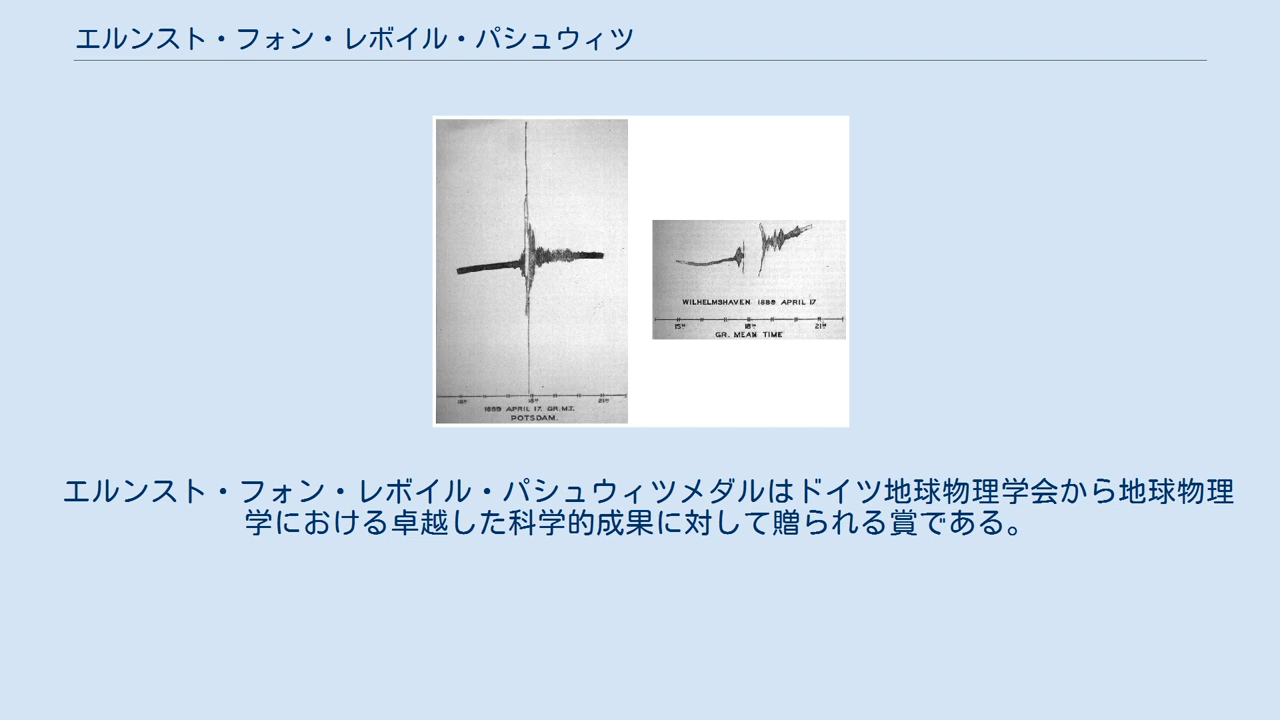 エルンスト・フォン・レボイル・パシュウィツ
1889 APRIL 17. GR.M.T.
POTSDAM.
WILHELMSHAVEN 1889 APRIL 17
15ʰ 18ʰ 21ʰ
GR. MEAN TIME
エルンスト・フォン・レボイル・パシュウィツメダルはドイツ地球物理学会から地球物理
学における卓越した科学的成果に対して贈られる賞である。